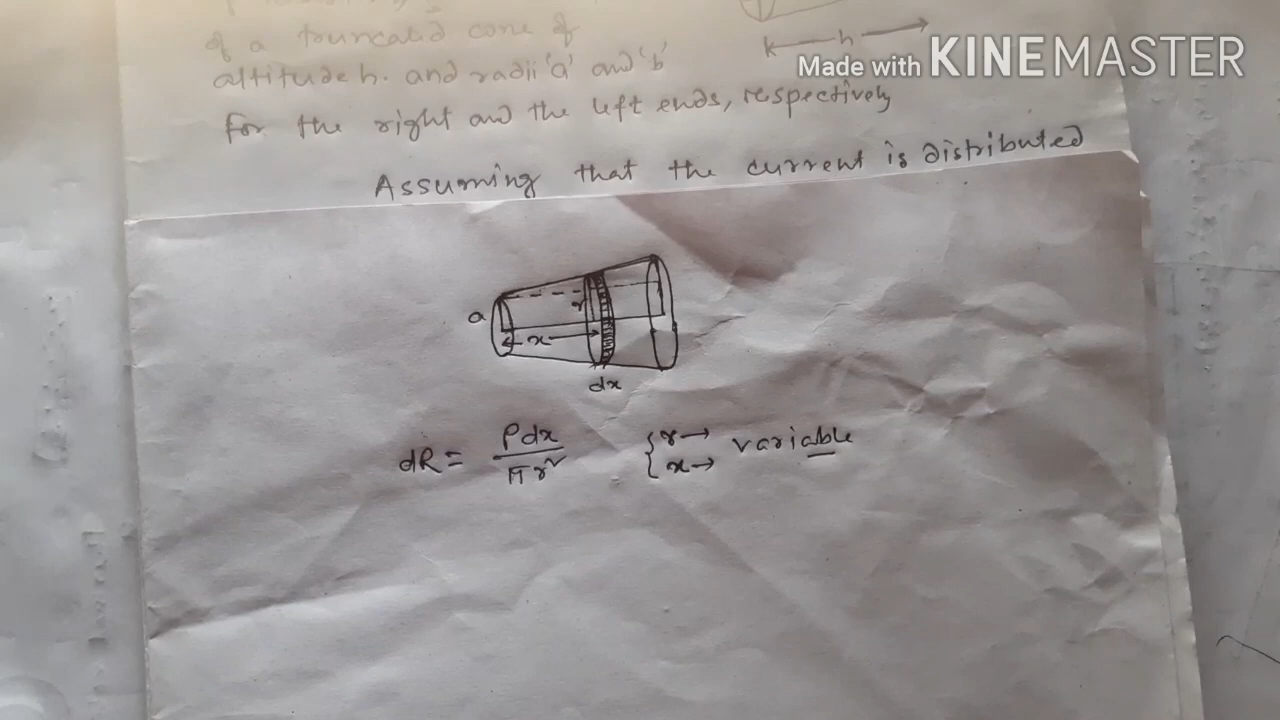 of a truncated cone of
altitude h. and radii 'a' and 'b'
for the right and the left ends, respectively
Assuming that the current is distributed
h
Made with KINEMASTER
a
r
x
dx
dR = ρdx / πr² { r → x → variable